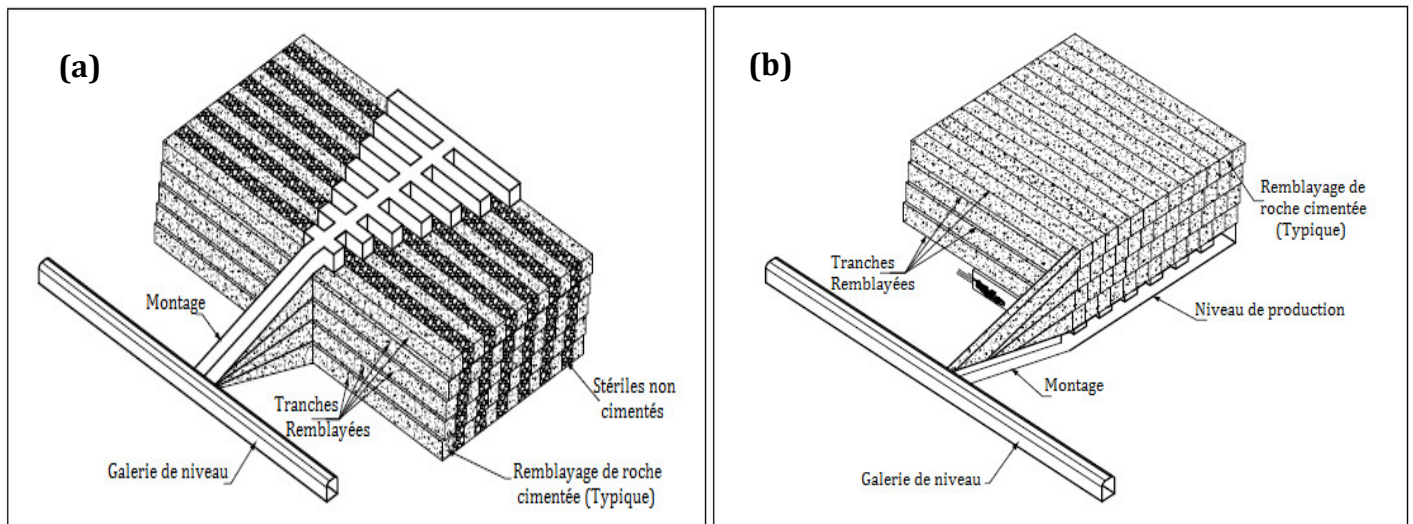 (a)
Montage
Tranches
Remblayées
Stériles non
cimentés
Galerie de niveau
Remblayage de roche
cimentée (Typique)
(b)
Remblayage de
roche cimentée
(Typique)
Tranches
Remblayées
Niveau de production
Montage
Galerie de niveau